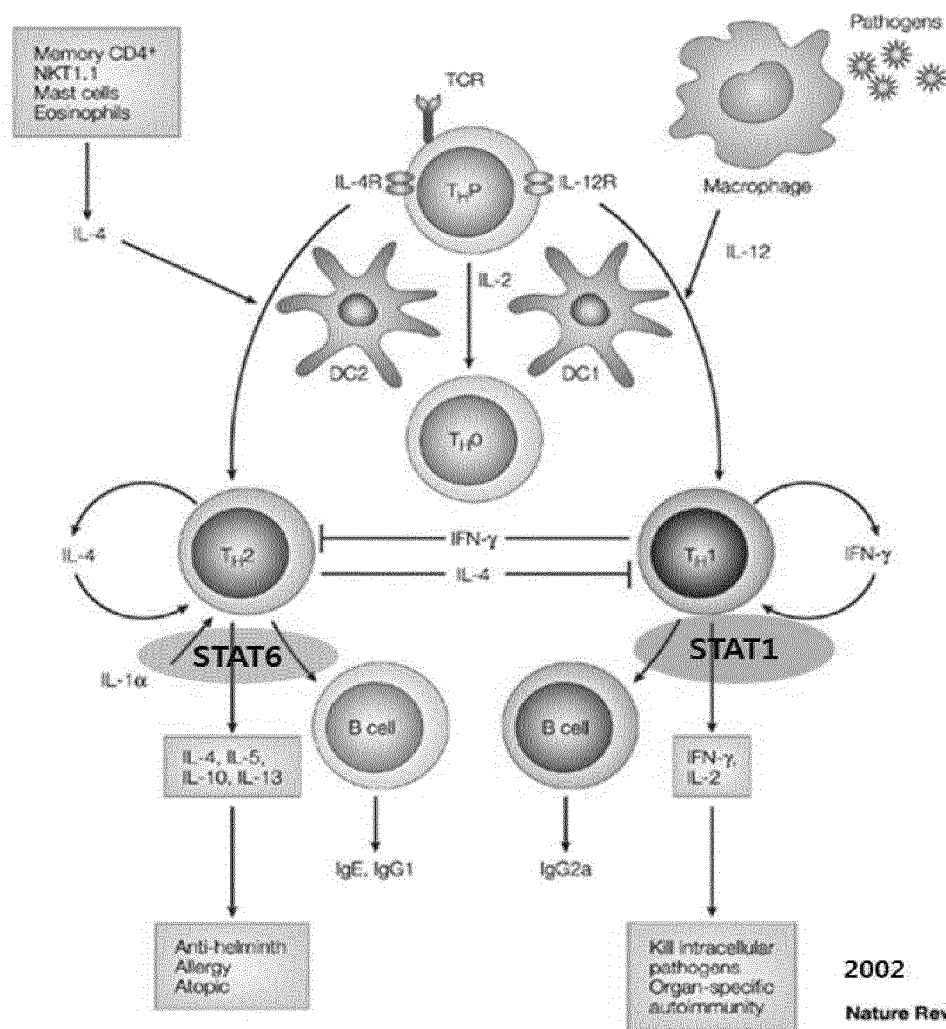 Memory CD4+
NKT1.1
Mast cells
Eosinophils
Pathogens
TCR
IL-4R
THP
IL-12R
Macrophage
IL-4
IL-2
IL-12
DC2
DC1
TH0
IL-4
TH2
IFN-γ
IL-4
TH1
IFN-γ
STAT6
STAT1
IL-1α
B cell
B cell
IL-4, IL-5,
IL-10, IL-13
IFN-γ,
IL-2
IgE, IgG1
IgG2a
Anti-helminth
Allergy
Atopic
Kill intracellular
pathogens
Organ-specific
autoimmunity
2002
Nature Rev